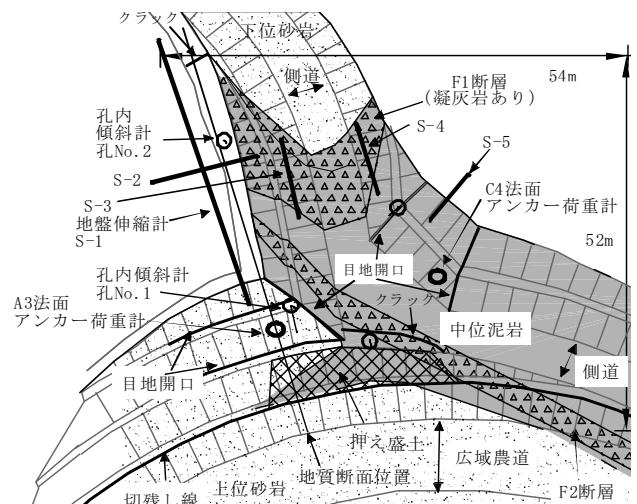 クラック
下位砂岩
54m
側道
F1断層
(凝灰岩あり)
孔内
傾斜計
孔No.2
S-4
S-5
S-2
C4法面
アンカー荷重計
S-3
地盤伸縮計
S-1
52m
目地開口
孔内傾斜計
孔No.1
クラック
A3法面
アンカー荷重計
中位泥岩
側道
目地開口
押え盛土
広域農道
地質断面位置
上位砂岩
F2断層
切残し線